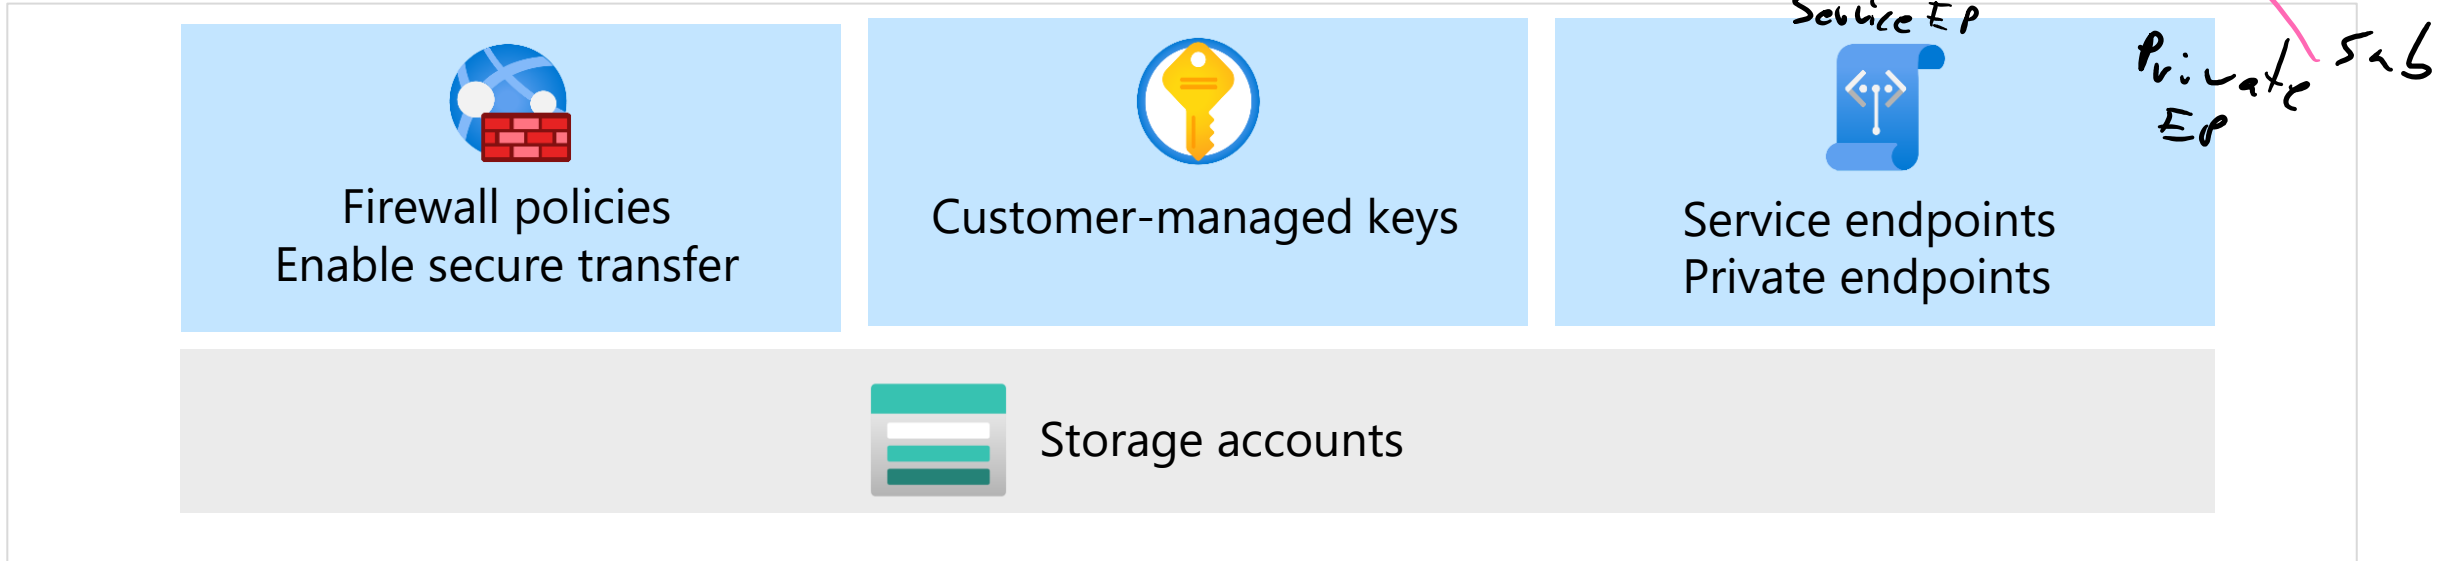 Service EP
Private Sub
EP
Firewall policies
Enable secure transfer
Customer-managed keys
Service endpoints
Private endpoints
Storage accounts